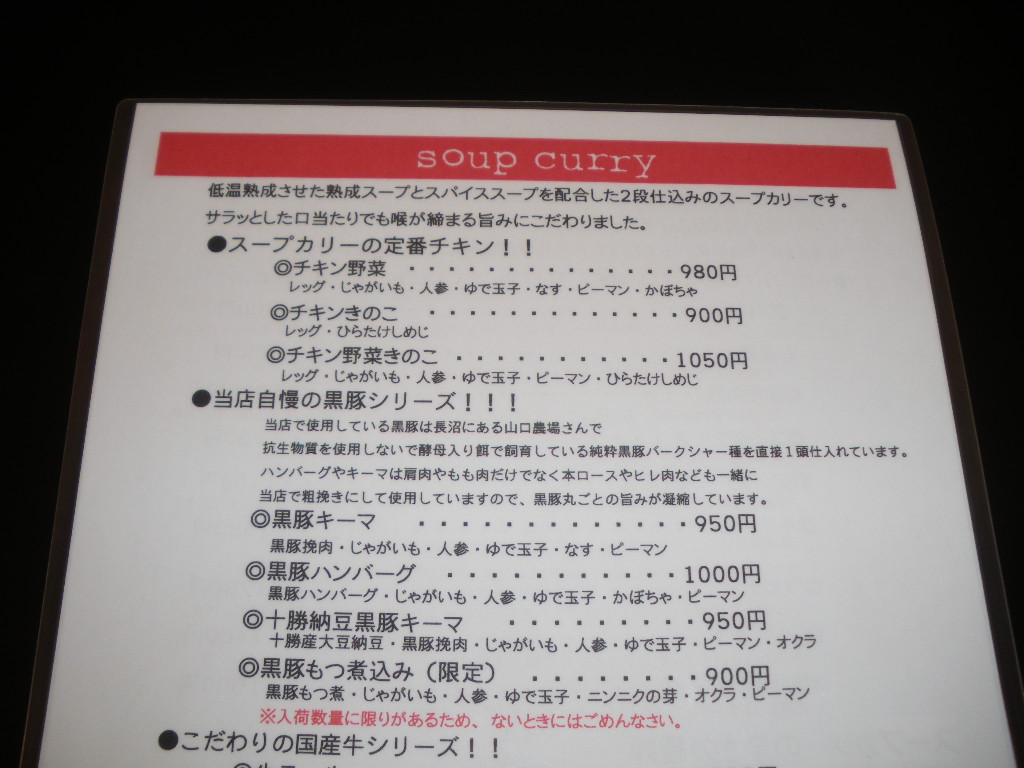 soup curry
低温熟成させた熟成スープとスパイススープを配合した2段仕込みのスープカリーです。
サラッとした口当たりでも喉が締まる旨みにこだわりました。
●スープカリーの定番チキン！！
◎チキン野菜 ・・・・・・・・・・・・・・980円
レッグ・じゃがいも・人参・ゆで玉子・なす・ピーマン・かぼちゃ
◎チキンきのこ ・・・・・・・・・・・・・900円
レッグ・ひらたけしめじ
◎チキン野菜きのこ ・・・・・・・・・・・1050円
レッグ・じゃがいも・人参・ゆで玉子・ピーマン・ひらたけしめじ
●当店自慢の黒豚シリーズ！！！
当店で使用している黒豚は長沼にある山口農場さんで
抗生物質を使用しないで酵母入り餌で飼育している純粋黒豚バークシャー種を直接1頭仕入れています。
ハンバーグやキーマは肩肉やもも肉だけでなく本ロースやヒレ肉なども一緒に
当店で粗挽きにして使用していますので、黒豚丸ごとの旨みが凝縮しています。
◎黒豚キーマ ・・・・・・・・・・・・・950円
黒豚挽肉・じゃがいも・人参・ゆで玉子・なす・ピーマン
◎黒豚ハンバーグ ・・・・・・・・・・・1000円
黒豚ハンバーグ・じゃがいも・人参・ゆで玉子・かぼちゃ・ピーマン
◎十勝納豆黒豚キーマ ・・・・・・・・・950円
十勝産大豆納豆・黒豚挽肉・じゃがいも・人参・ゆで玉子・ピーマン・オクラ
◎黒豚もつ煮込み（限定） ・・・・・・・・900円
黒豚もつ煮・じゃがいも・人参・ゆで玉子・ニンニクの芽・オクラ・ピーマン
※入荷数量に限りがあるため、ないときにはごめんなさい。
●こだわりの国産牛シリーズ！！